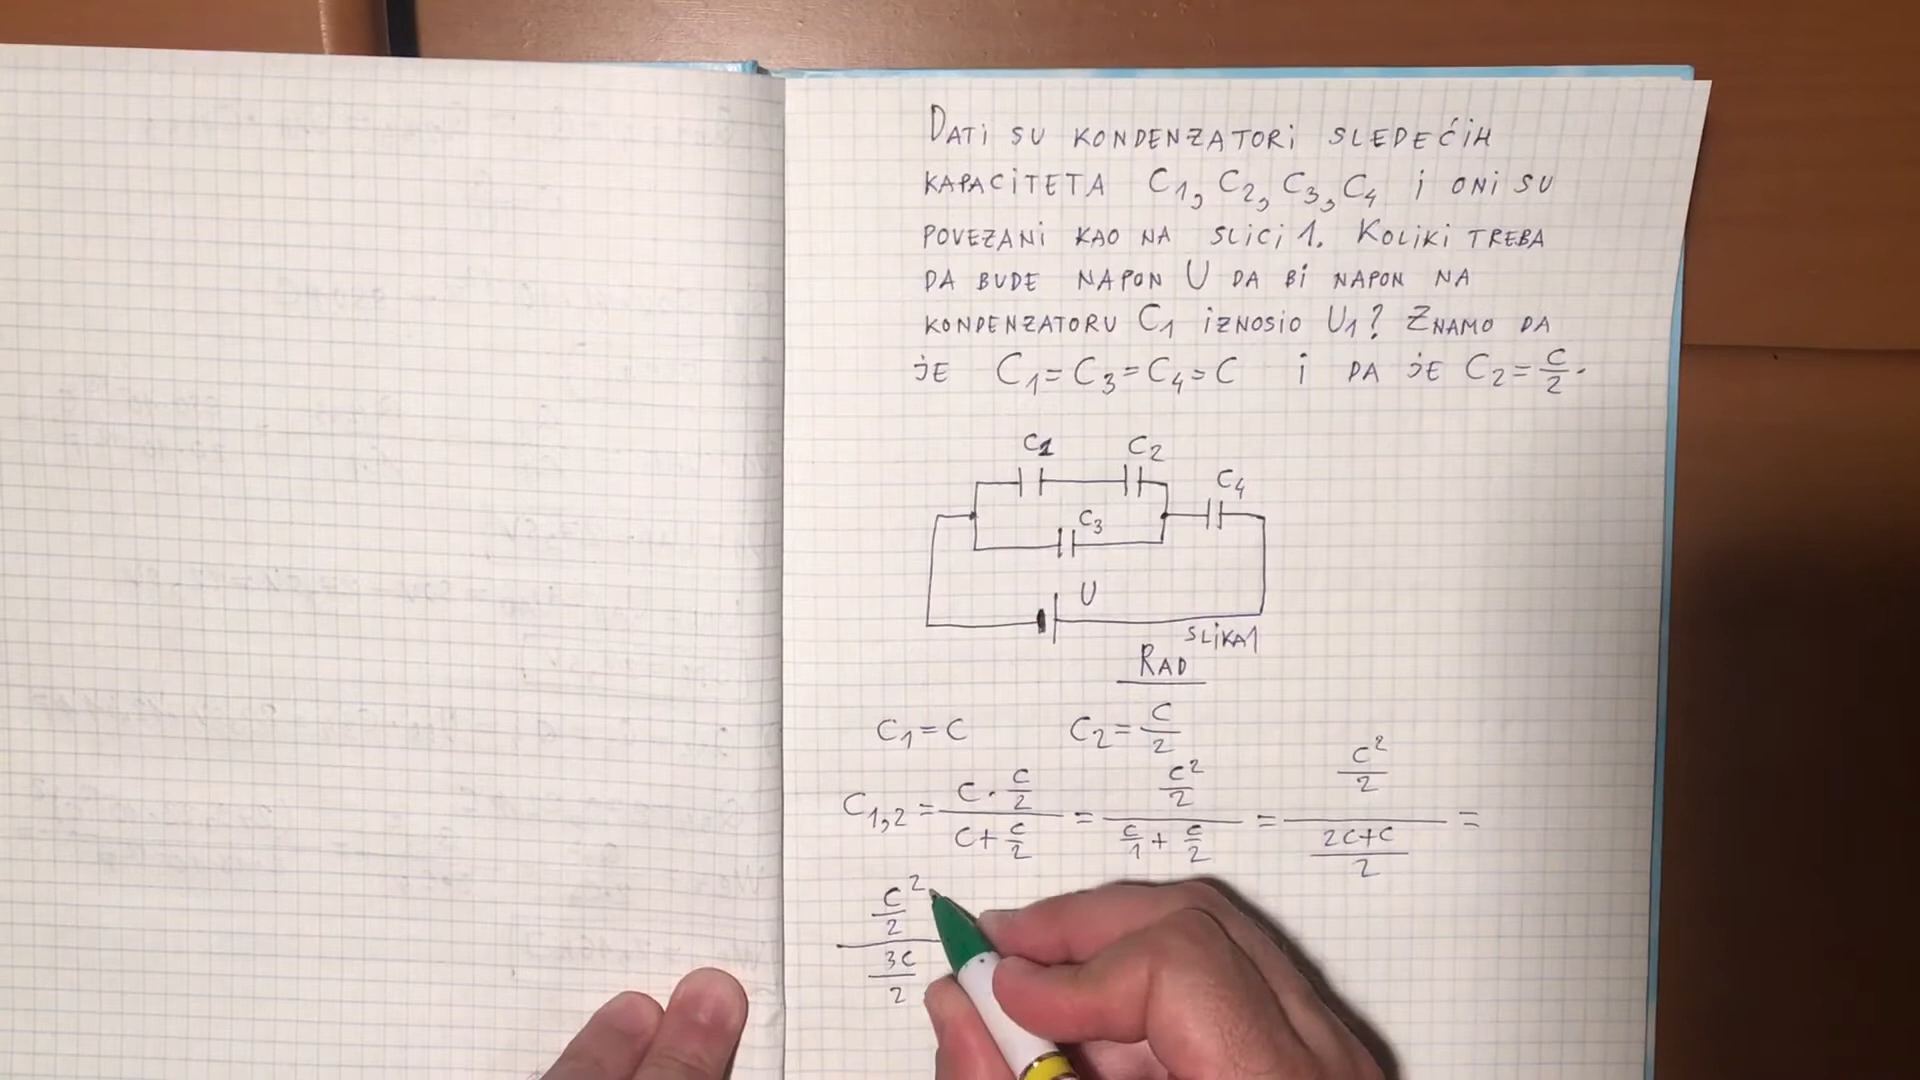 DATI SU KONDENZATORI SLEDEĆIH
KAPACITETA C1, C2, C3, C4 I ONI SU
POVEZANI KAO NA SLICI 1. KOLIKI TREBA
DA BUDE NAPON U DA BI NAPON NA
KONDENZATORU C1 IZNOSIO U1? ZNAMO DA
JE C1=C3=C4=C I DA JE C2=C/2.
C1 C2
C4
C3
U
SLIKA1
RAD
C1=C C2=C/2
C1,2 = (C·C/2)/(C+C/2) = (C²/2)/(C/1+C/2) = (C²/2)/((2C+C)/2) =
(C²/2)/(3C/2)